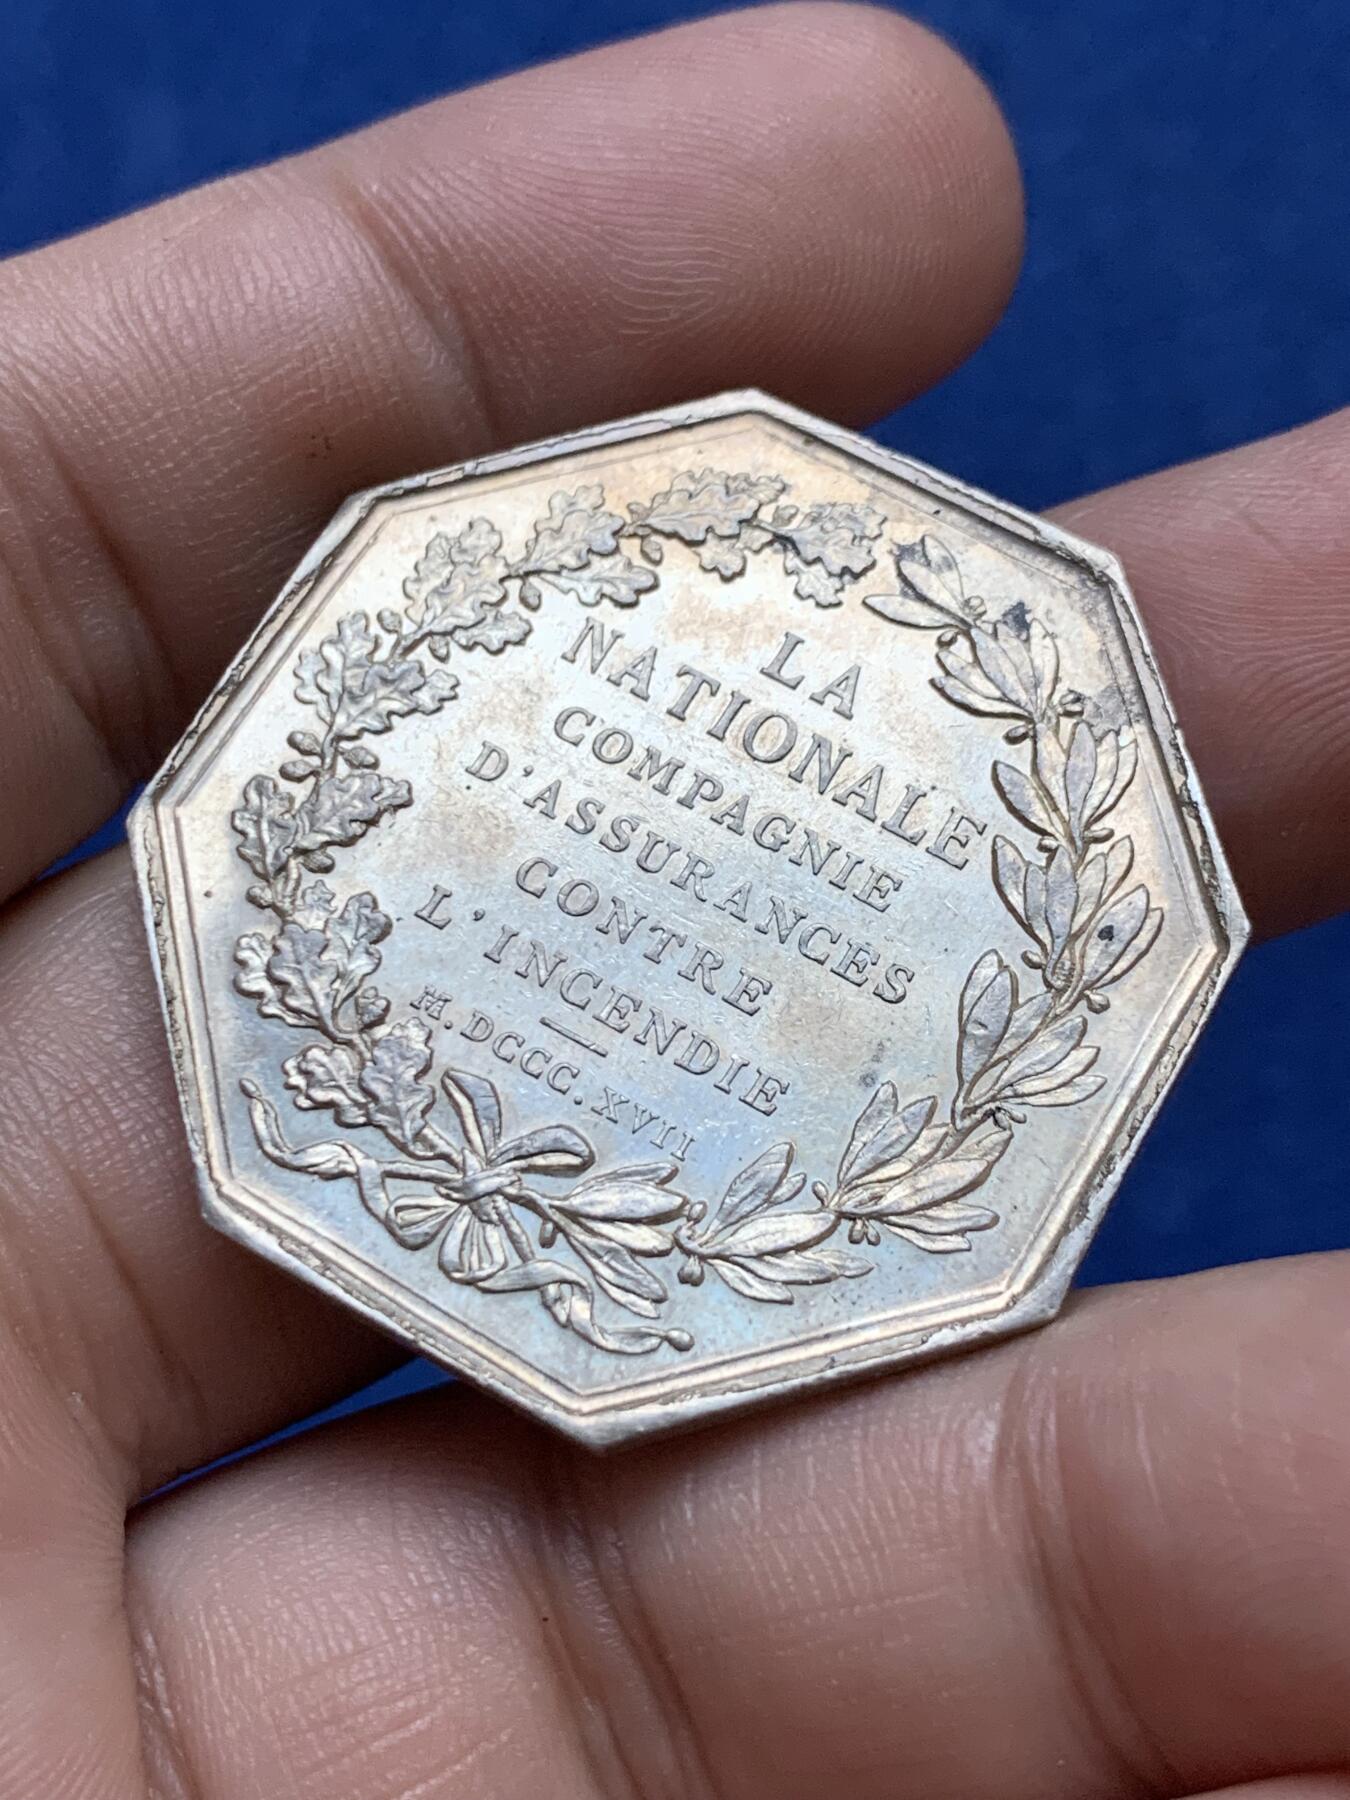 LA
NATIONALE
COMPAGNIE
D'ASSURANCES
CONTRE
L'INCENDIE
M.DCCC.XVII